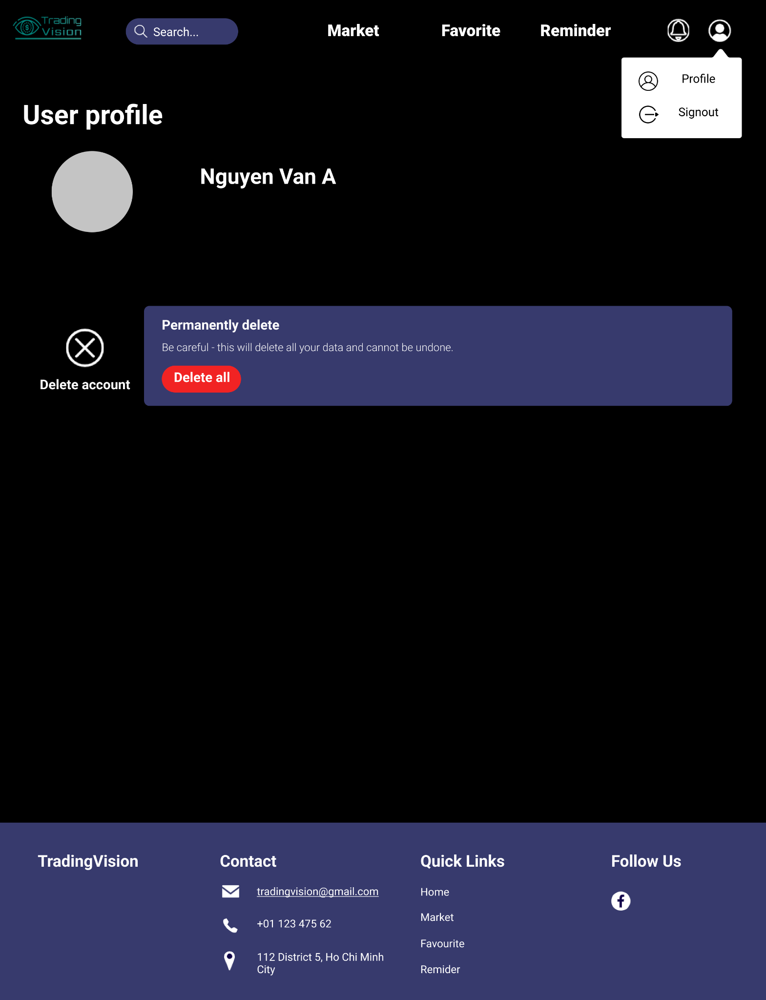 Trading
Vision
Search...
Market
Favorite
Reminder
Profile
Signout
User profile
Nguyen Van A
Delete account
Permanently delete
Be careful - this will delete all your data and cannot be undone.
Delete all
TradingVision
Contact
tradingvision@gmail.com
+01 123 475 62
112 District 5, Ho Chi Minh
City
Quick Links
Home
Market
Favourite
Remider
Follow Us